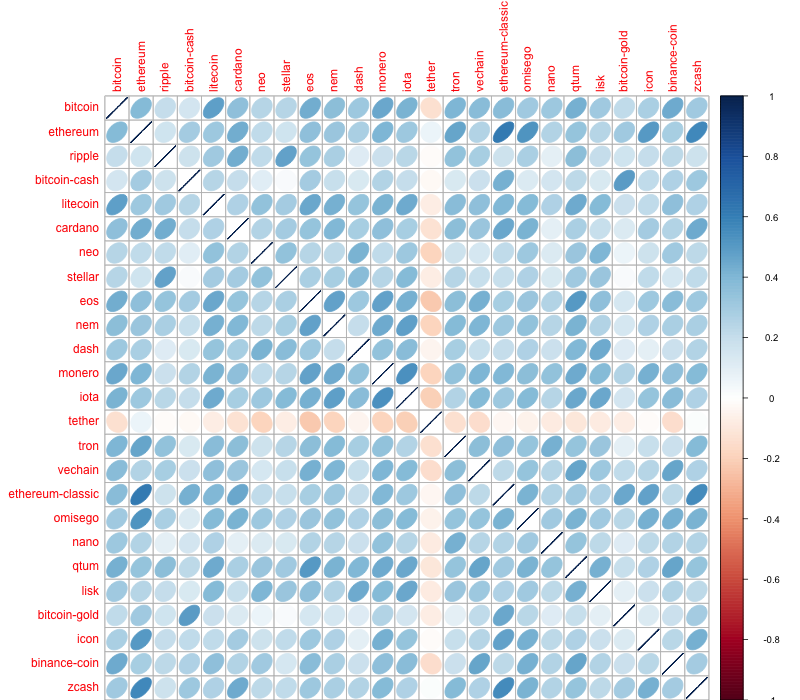 bitcoin
ethereum
ripple
bitcoin-cash
litecoin
cardano
neo
stellar
eos
nem
dash
monero
iota
tether
tron
vechain
ethereum-classic
omisego
nano
qtum
lisk
bitcoin-gold
icon
binance-coin
zcash
bitcoin
ethereum
ripple
bitcoin-cash
litecoin
cardano
neo
stellar
eos
nem
dash
monero
iota
tether
tron
vechain
ethereum-classic
omisego
nano
qtum
lisk
bitcoin-gold
icon
binance-coin
zcash
1
0.8
0.6
0.4
0.2
0
-0.2
-0.4
-0.6
-0.8
-1